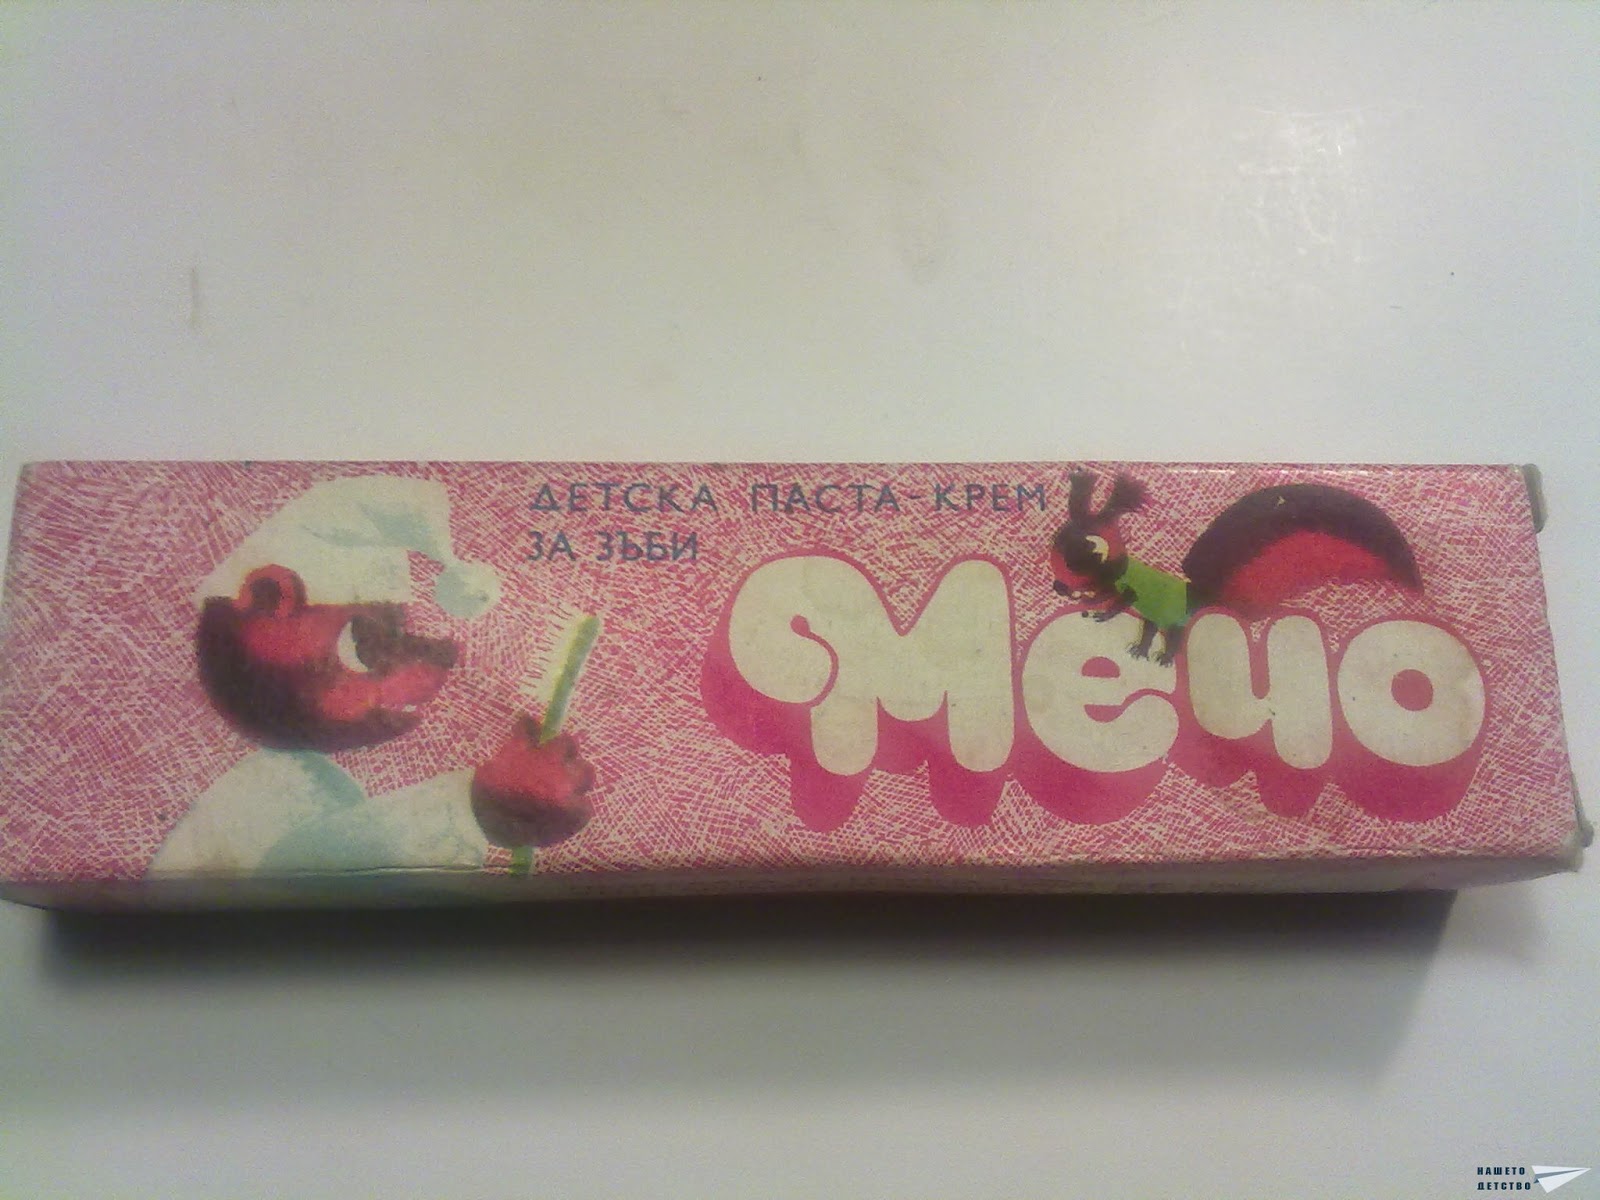 ДЕТСКА ПАСТА-КРЕМ
ЗА ЗЪБИ
Мечо
НАШЕТО
ДЕТСТВО